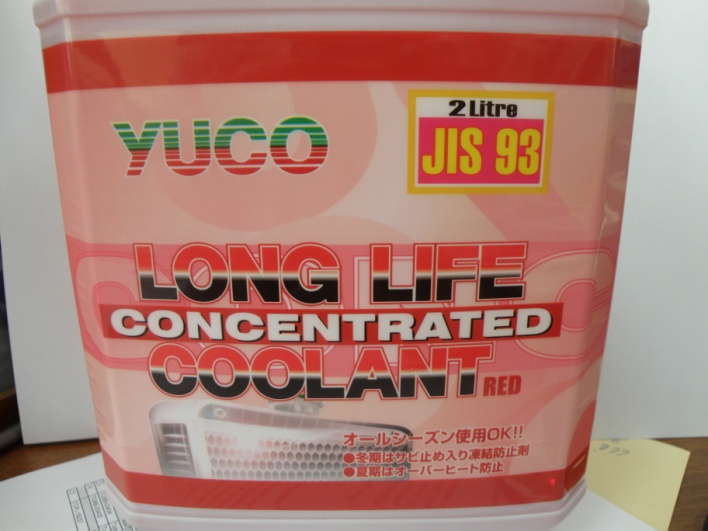 YUCO
2 Litre
JIS 93
LONG LIFE
CONCENTRATED
COOLANT RED
オールシーズン使用OK!!
●冬期はサビ止め入り凍結防止剤
●夏期はオーバーヒート防止